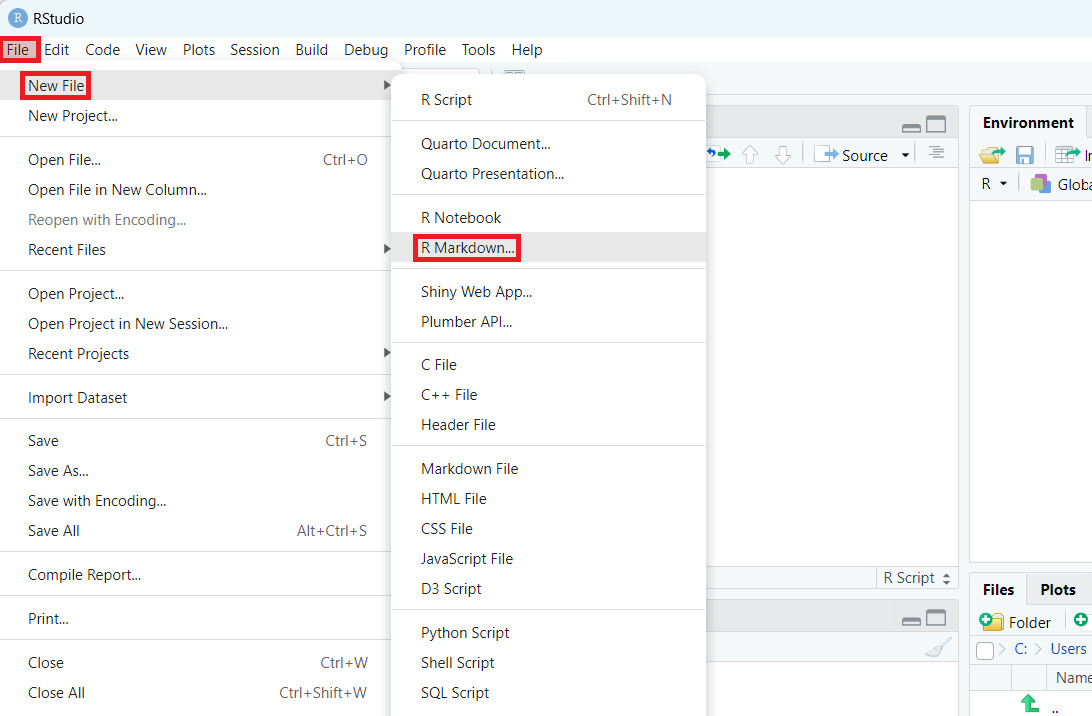 R RStudio
File Edit Code View Plots Session Build Debug Profile Tools Help
New File
New Project...
Open File... Ctrl+O
Open File in New Column...
Reopen with Encoding...
Recent Files
Open Project...
Open Project in New Session...
Recent Projects
Import Dataset
Save Ctrl+S
Save As...
Save with Encoding...
Save All Alt+Ctrl+S
Compile Report...
Print...
Close Ctrl+W
Close All Ctrl+Shift+W
R Script Ctrl+Shift+N
Quarto Document...
Quarto Presentation...
R Notebook
R Markdown...
Shiny Web App...
Plumber API...
C File
C++ File
Header File
Markdown File
HTML File
CSS File
JavaScript File
D3 Script
Python Script
Shell Script
SQL Script
Source
R Script
Environment
R Globa
Files Plots
Folder
C: Users
Name
..